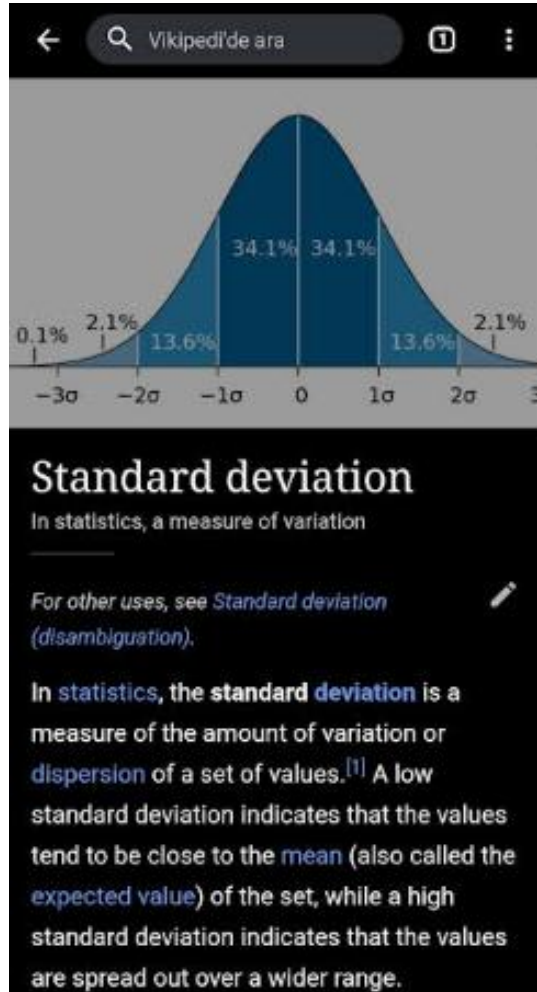 Vikipedi'de ara
1
34.1% 34.1%
0.1% 2.1% 13.6% 13.6% 2.1%
−3σ −2σ −1σ 0 1σ 2σ 3
Standard deviation
In statistics, a measure of variation
For other uses, see Standard deviation
(disambiguation).
In statistics, the standard deviation is a
measure of the amount of variation or
dispersion of a set of values.[1] A low
standard deviation indicates that the values
tend to be close to the mean (also called the
expected value) of the set, while a high
standard deviation indicates that the values
are spread out over a wider range.